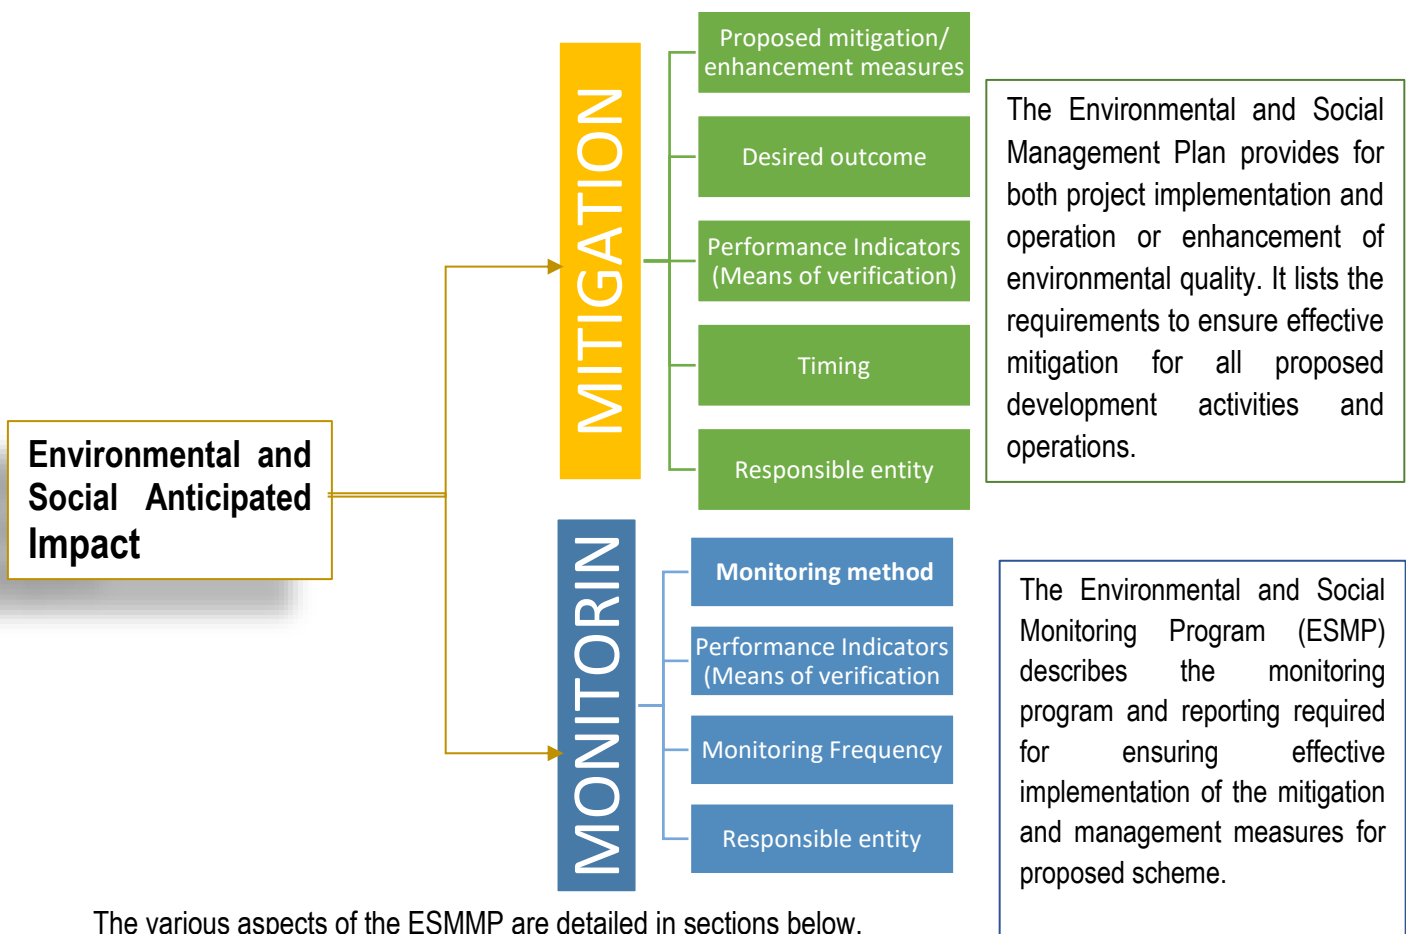 Environmental and
Social Anticipated
Impact
MITIGATION
Proposed mitigation/
enhancement measures
Desired outcome
Performance Indicators
(Means of verification)
Timing
Responsible entity
The Environmental and Social
Management Plan provides for
both project implementation and
operation or enhancement of
environmental quality. It lists the
requirements to ensure effective
mitigation for all proposed
development activities and
operations.
MONITORIN
Monitoring method
Performance Indicators
(Means of verification
Monitoring Frequency
Responsible entity
The Environmental and Social
Monitoring Program (ESMP)
describes the monitoring
program and reporting required
for ensuring effective
implementation of the mitigation
and management measures for
proposed scheme.
The various aspects of the ESMMP are detailed in sections below.